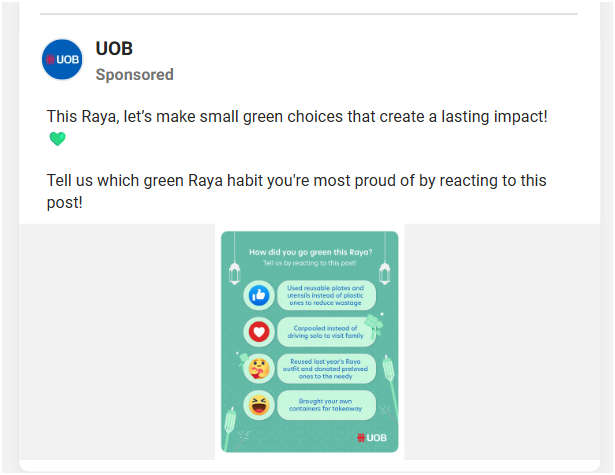 UOB
UOB
Sponsored
This Raya, let’s make small green choices that create a lasting impact!
💚
Tell us which green Raya habit you're most proud of by reacting to this
post!
How did you go green this Raya?
Tell us by reacting to this post!
Used reusable plates and
utensils instead of plastic
ones to reduce wastage
Carpooled instead of
driving solo to visit family
Reused last year's Raya
outfit and donated preloved
ones to the needy
Brought your own
containers for takeaway
UOB